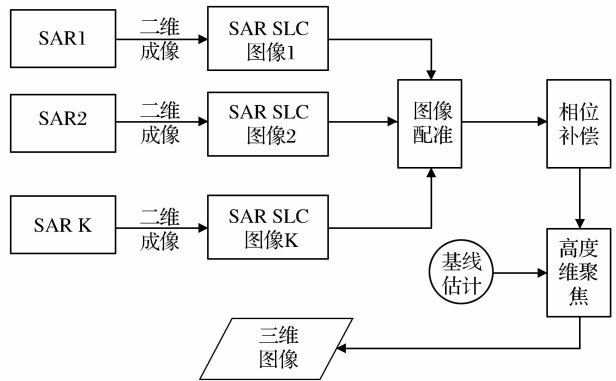 SAR1
二维
成像
SAR SLC
图像1
SAR2
二维
成像
SAR SLC
图像2
图像
配准
相位
补偿
SAR K
二维
成像
SAR SLC
图像K
基线
估计
高度
维聚
焦
三维
图像